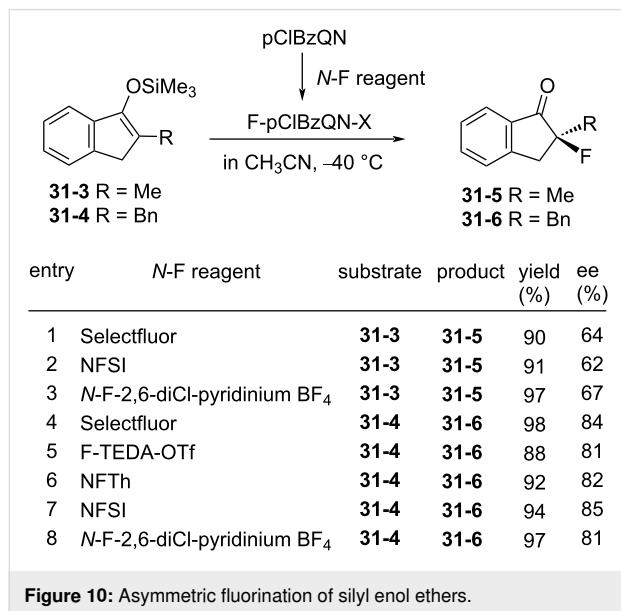 pClBzQN
N-F reagent
OSiMe3
R
F-pClBzQN-X
in CH3CN, –40 °C
O
R
F
31-3 R = Me
31-4 R = Bn
31-5 R = Me
31-6 R = Bn
entry N-F reagent substrate product yield (%) ee (%)
1 Selectfluor 31-3 31-5 90 64
2 NFSI 31-3 31-5 91 62
3 N-F-2,6-diCl-pyridinium BF4 31-3 31-5 97 67
4 Selectfluor 31-4 31-6 98 84
5 F-TEDA-OTf 31-4 31-6 88 81
6 NFTh 31-4 31-6 92 82
7 NFSI 31-4 31-6 94 85
8 N-F-2,6-diCl-pyridinium BF4 31-4 31-6 97 81
Figure 10: Asymmetric fluorination of silyl enol ethers.